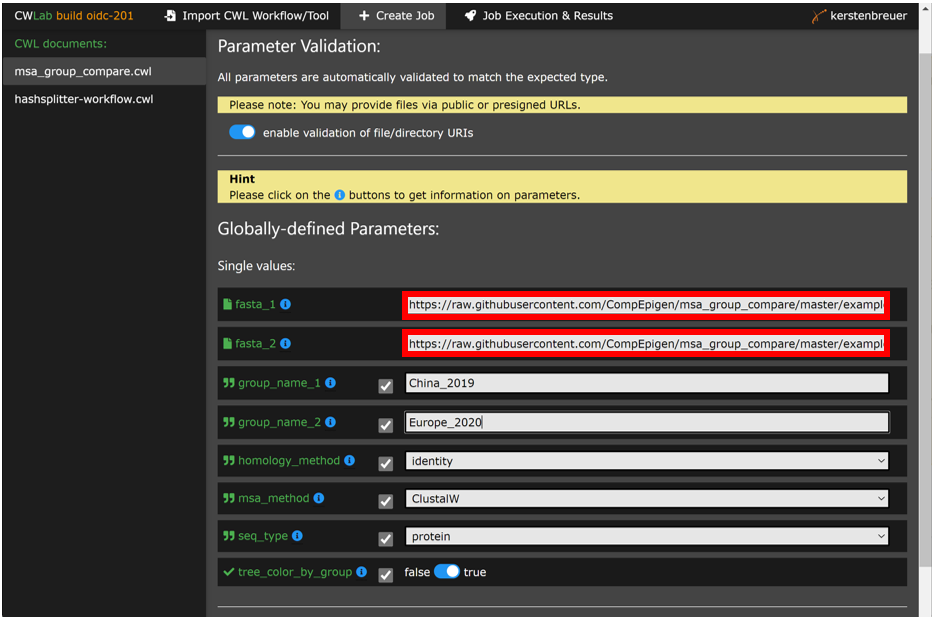 CWLab build oidc-201 Import CWL Workflow/Tool Create Job Job Execution & Results kerstenbreuer
CWL documents:
msa_group_compare.cwl
hashsplitter-workflow.cwl
Parameter Validation:
All parameters are automatically validated to match the expected type.
Please note: You may provide files via public or presigned URLs.
enable validation of file/directory URIs
Hint
Please click on the i buttons to get information on parameters.
Globally-defined Parameters:
Single values:
fasta_1 https://raw.githubusercontent.com/CompEpigen/msa_group_compare/master/exampl
fasta_2 https://raw.githubusercontent.com/CompEpigen/msa_group_compare/master/exampl
group_name_1 China_2019
group_name_2 Europe_2020
homology_method identity
msa_method ClustalW
seq_type protein
tree_color_by_group false true